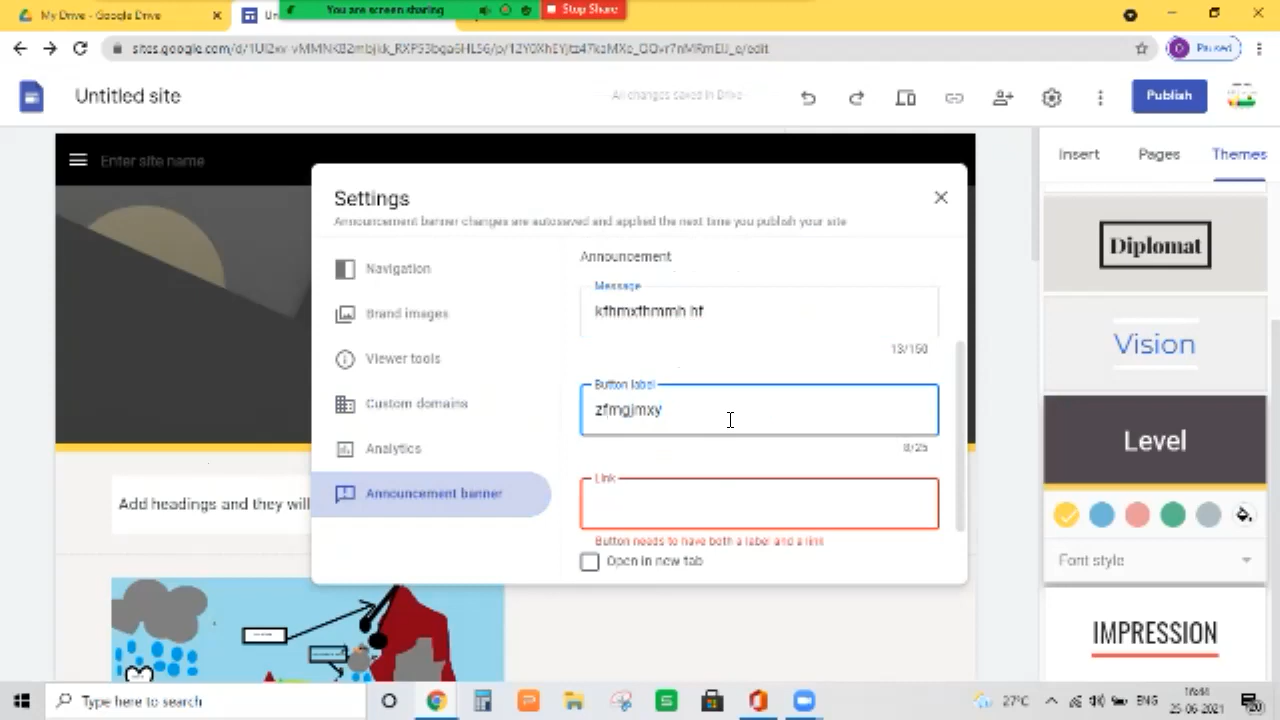 My Drive - Google Drive
You are screen sharing
Stop Share
Paused
Untitled site
All changes saved in Drive
Publish
Enter site name
Insert
Pages
Themes
Settings
Announcement banner changes are autosaved and applied the next time you publish your site
Navigation
Brand images
Viewer tools
Custom domains
Analytics
Announcement banner
Announcement
Message
kfhmxfhmmh hf
13/150
Button label
zfmgjmxy
8/25
Link
Button needs to have both a label and a link
Open in new tab
Add headings and they will
Diplomat
Vision
Level
Font style
IMPRESSION
Type here to search
27°C
ENG
25-06-2021